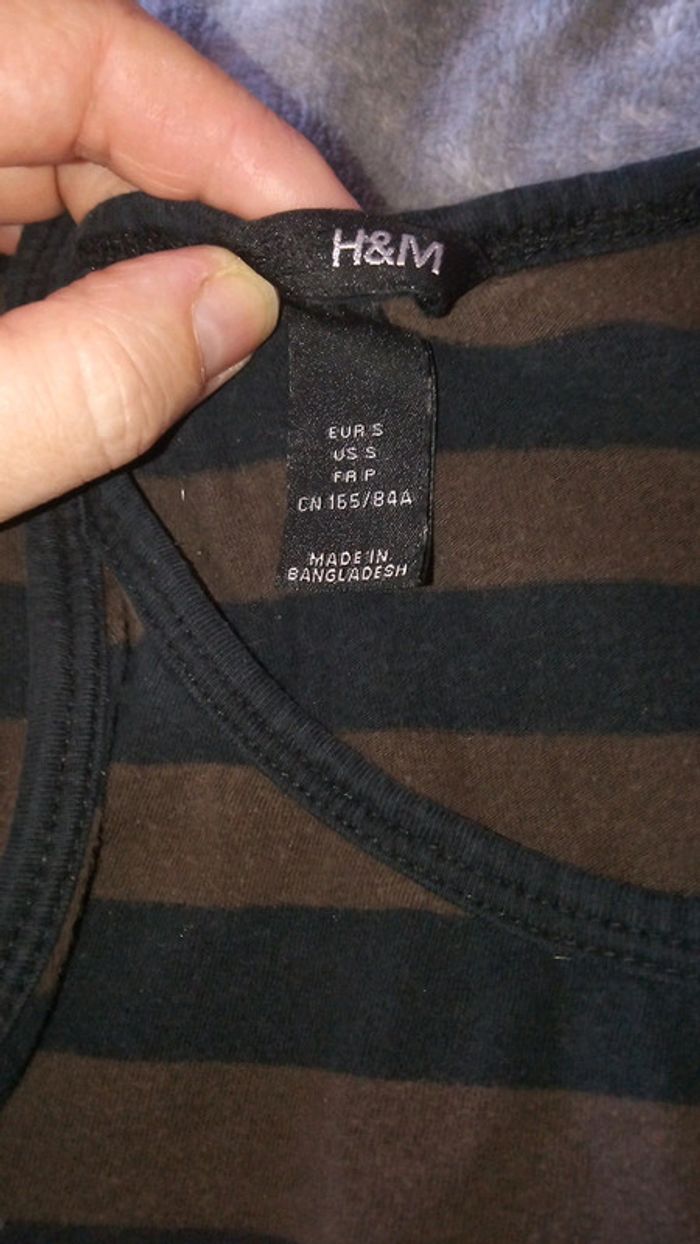 H&M
EUR S
US S
FR P
CN 165/84A
MADE IN
BANGLADESH